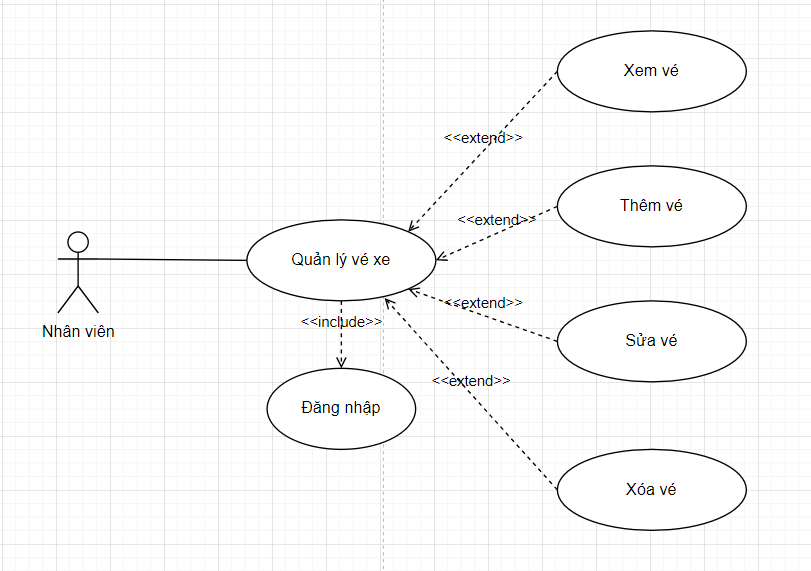 Xem vé
<<extend>>
Thêm vé
<<extend>>
Quản lý vé xe
Nhân viên
<<include>>
<<extend>>
Sửa vé
<<extend>>
Đăng nhập
Xóa vé